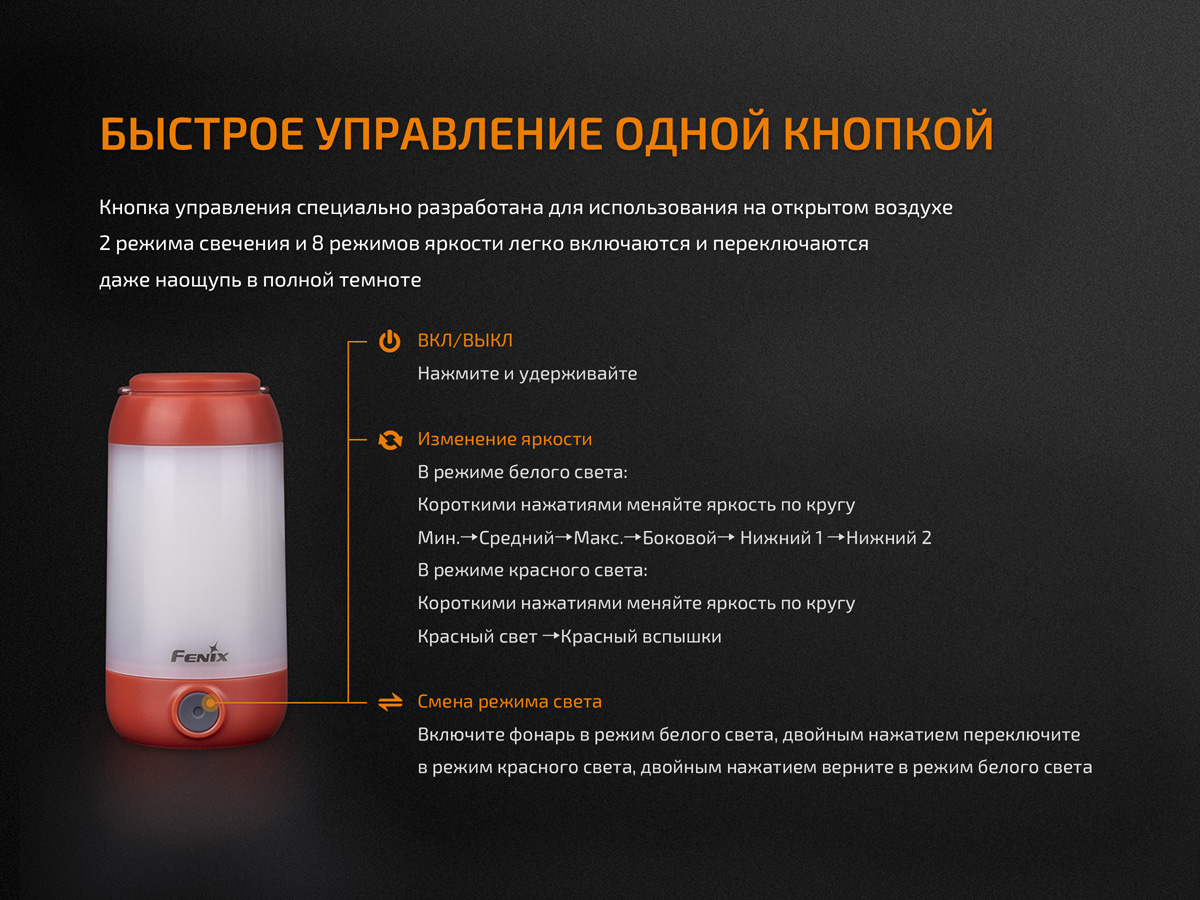 БЫСТРОЕ УПРАВЛЕНИЕ ОДНОЙ КНОПКОЙ
Кнопка управления специально разработана для использования на открытом воздухе
2 режима свечения и 8 режимов яркости легко включаются и переключаются
даже наощупь в полной темноте
ВКЛ/ВЫКЛ
Нажмите и удерживайте
Изменение яркости
В режиме белого света:
Короткими нажатиями меняйте яркость по кругу
Мин.→Средний→Макс.→Боковой→ Нижний 1 →Нижний 2
В режиме красного света:
Короткими нажатиями меняйте яркость по кругу
Красный свет →Красный вспышки
FENIX
Смена режима света
Включите фонарь в режим белого света, двойным нажатием переключите
в режим красного света, двойным нажатием верните в режим белого света